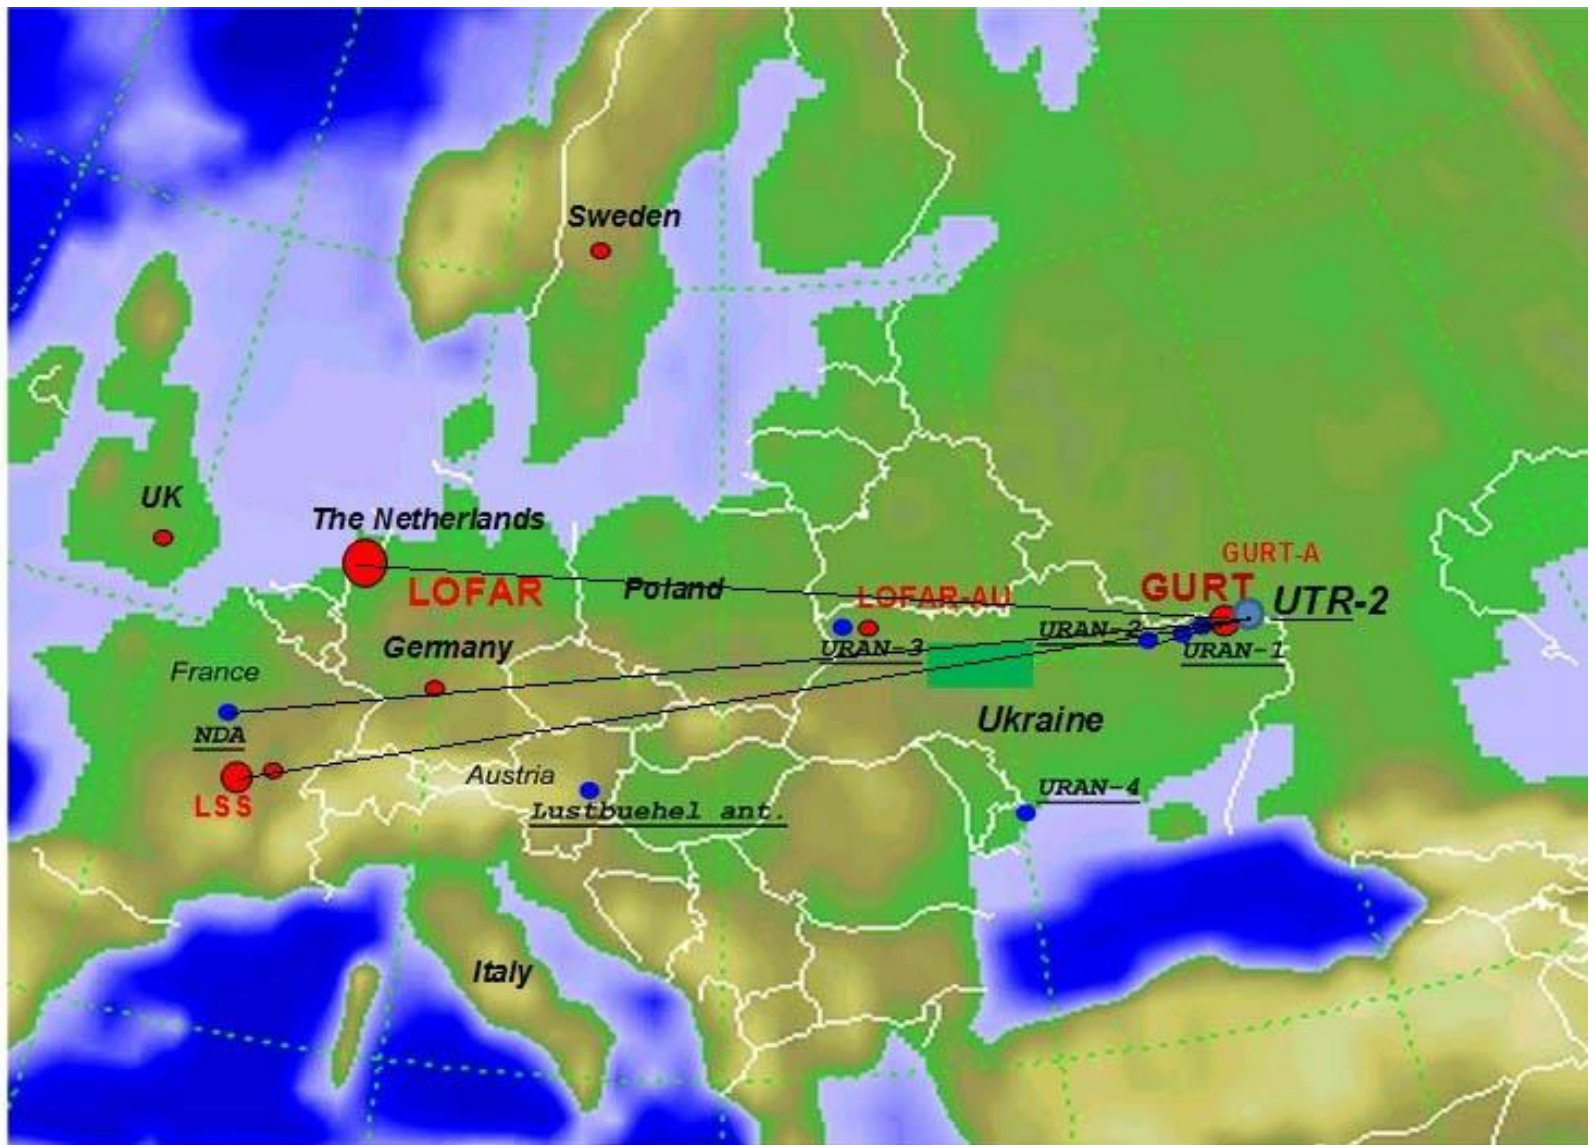 Sweden
UK
The Netherlands
GURT-A
LOFAR
Poland
LOFAR-AU
GURT
UTR-2
URAN-3
URAN-2
URAN-1
Germany
France
NDA
Ukraine
LSS
Austria
Lustbuehel ant.
URAN-4
Italy